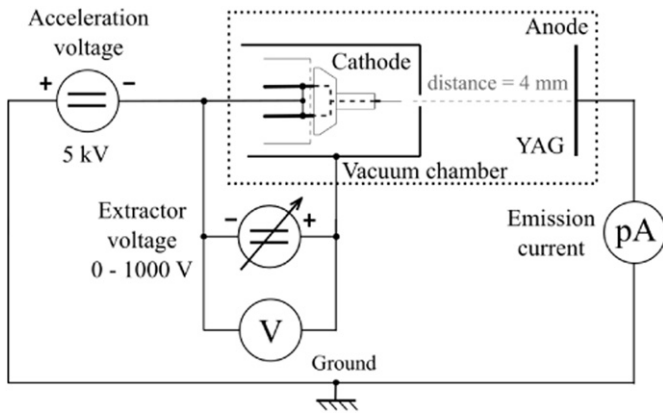 Acceleration
voltage
+
−
5 kV
Cathode
Anode
distance = 4 mm
YAG
Vacuum chamber
Extractor
voltage
0 - 1000 V
−
+
V
Emission
current
pA
Ground